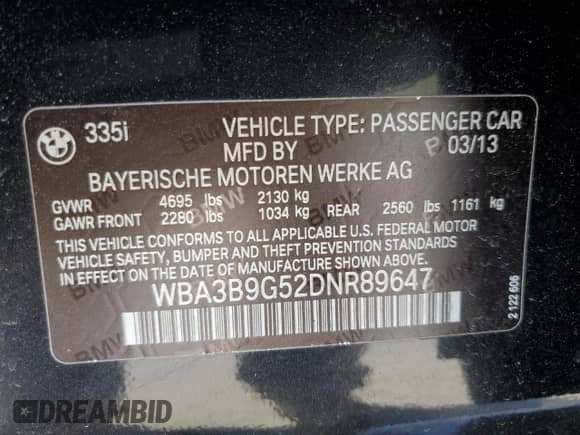 335i VEHICLE TYPE: PASSENGER CAR
MFD BY P 03/13
BAYERISCHE MOTOREN WERKE AG
GVWR 4695 lbs 2130 kg
GAWR FRONT 2280 lbs 1034 kg REAR 2560 lbs 1161 kg
THIS VEHICLE CONFORMS TO ALL APPLICABLE U.S. FEDERAL MOTOR
VEHICLE SAFETY, BUMPER AND THEFT PREVENTION STANDARDS
IN EFFECT ON THE DATE OF MANUFACTURE SHOWN ABOVE.
WBA3B9G52DNR89647
2 122 606
DREAMBID